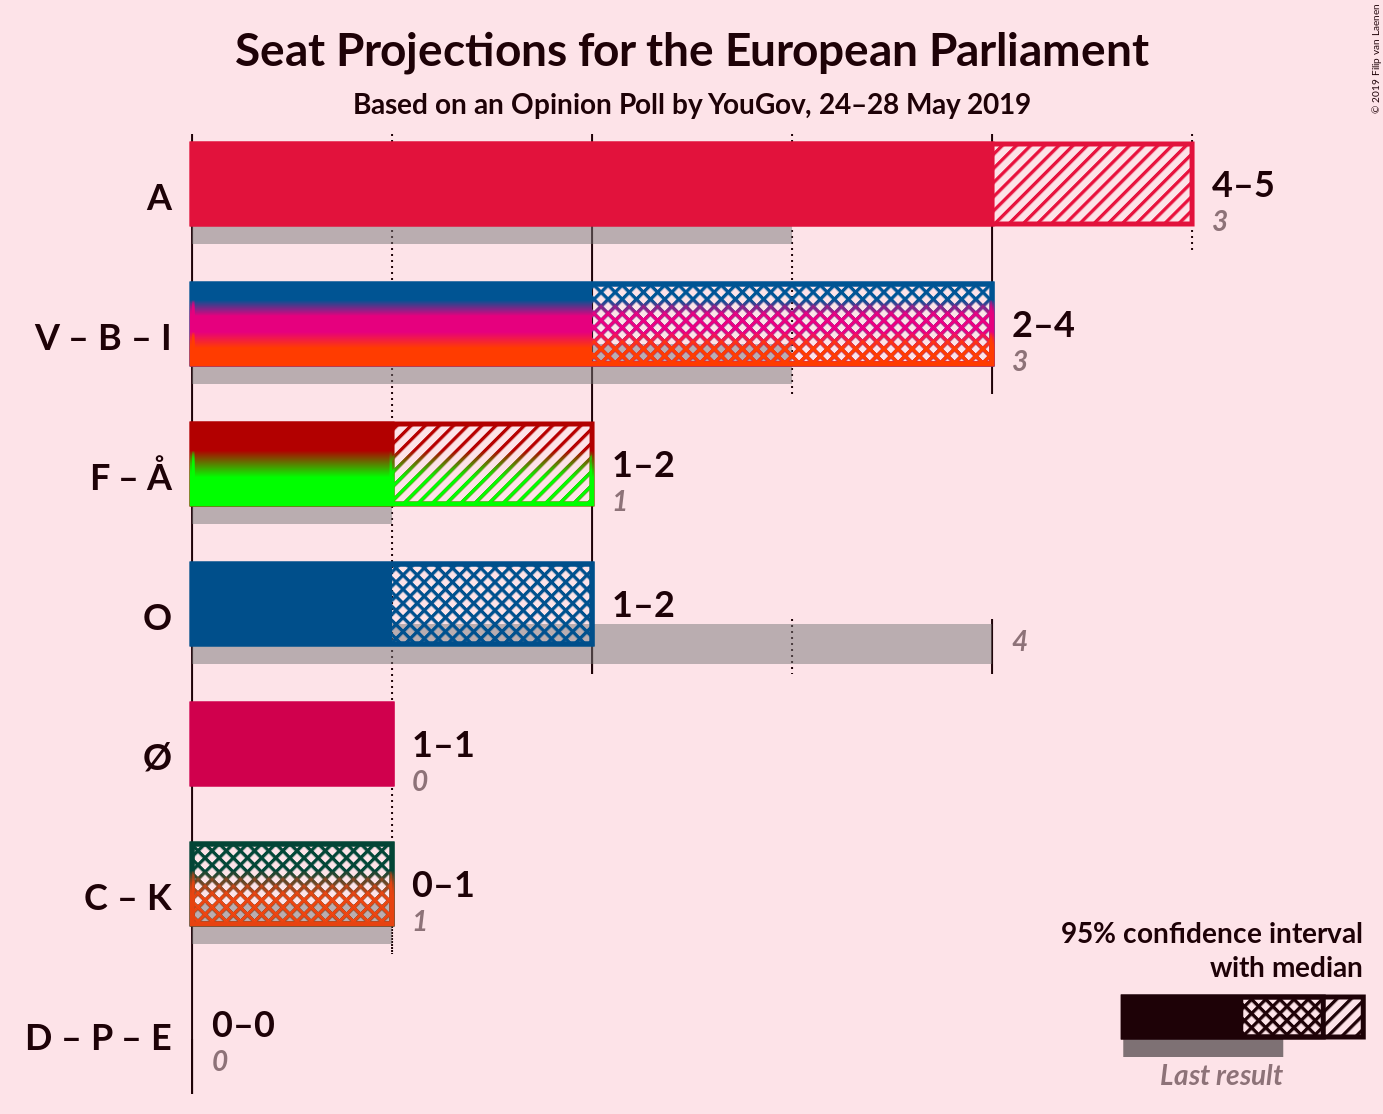 Seat Projections for the European Parliament
Based on an Opinion Poll by YouGov, 24–28 May 2019
© 2019 Filip van Laenen
A
4–5
3
V – B – I
2–4
3
F – Å
1–2
1
O
1–2
4
Ø
1–1
0
C – K
0–1
1
D – P – E
0–0
0
95% confidence interval
with median
Last result